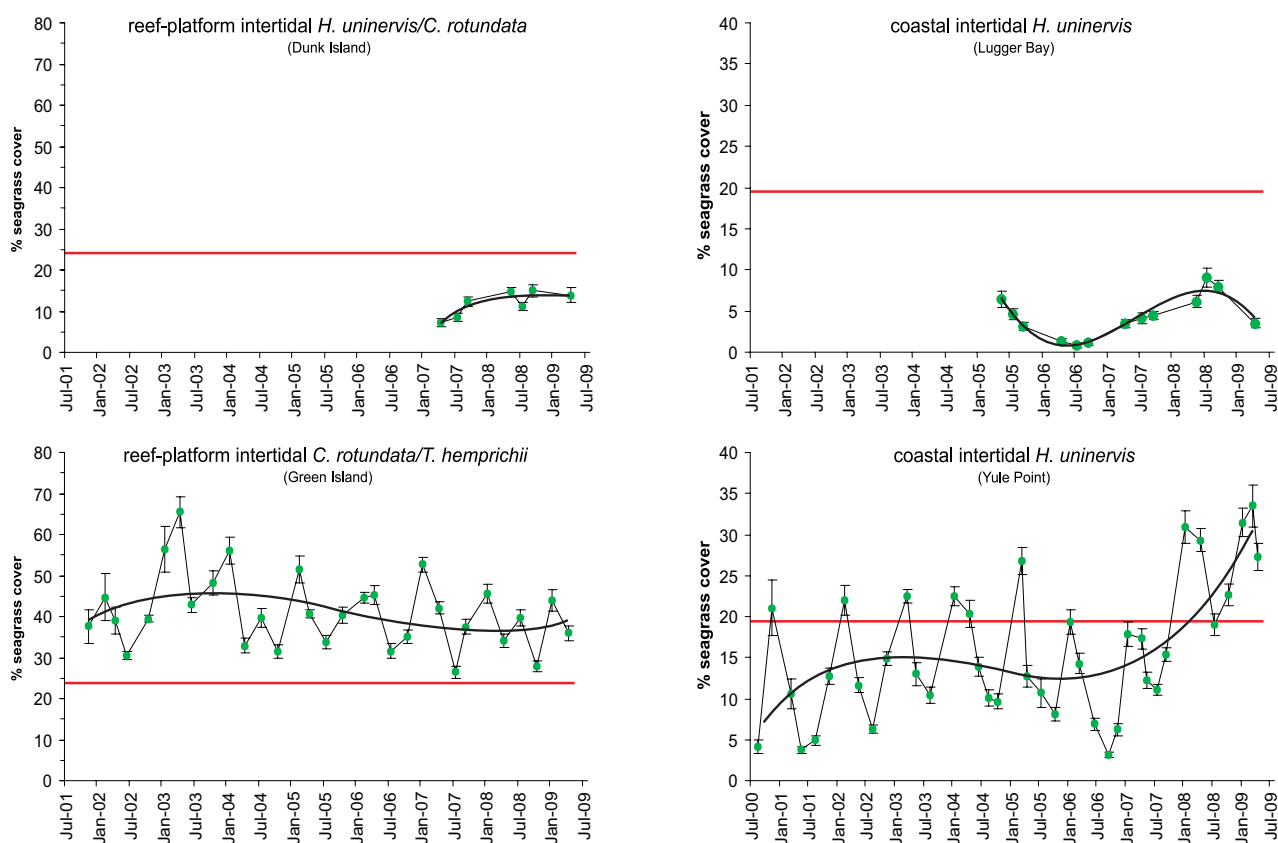 reef-platform intertidal H. uninervis/C. rotundata
(Dunk Island)
% seagrass cover
80
70
60
50
40
30
20
10
0
Jul-01
Jan-02
Jul-02
Jan-03
Jul-03
Jan-04
Jul-04
Jan-05
Jul-05
Jan-06
Jul-06
Jan-07
Jul-07
Jan-08
Jul-08
Jan-09
Jul-09
coastal intertidal H. uninervis
(Lugger Bay)
% seagrass cover
40
35
30
25
20
15
10
5
0
Jul-01
Jan-02
Jul-02
Jan-03
Jul-03
Jan-04
Jul-04
Jan-05
Jul-05
Jan-06
Jul-06
Jan-07
Jul-07
Jan-08
Jul-08
Jan-09
Jul-09
reef-platform intertidal C. rotundata/T. hemprichii
(Green Island)
% seagrass cover
80
70
60
50
40
30
20
10
0
Jul-01
Jan-02
Jul-02
Jan-03
Jul-03
Jan-04
Jul-04
Jan-05
Jul-05
Jan-06
Jul-06
Jan-07
Jul-07
Jan-08
Jul-08
Jan-09
Jul-09
coastal intertidal H. uninervis
(Yule Point)
% seagrass cover
40
35
30
25
20
15
10
5
0
Jul-00
Jan-01
Jul-01
Jan-02
Jul-02
Jan-03
Jul-03
Jan-04
Jul-04
Jan-05
Jul-05
Jan-06
Jul-06
Jan-07
Jul-07
Jan-08
Jul-08
Jan-09
Jul-09